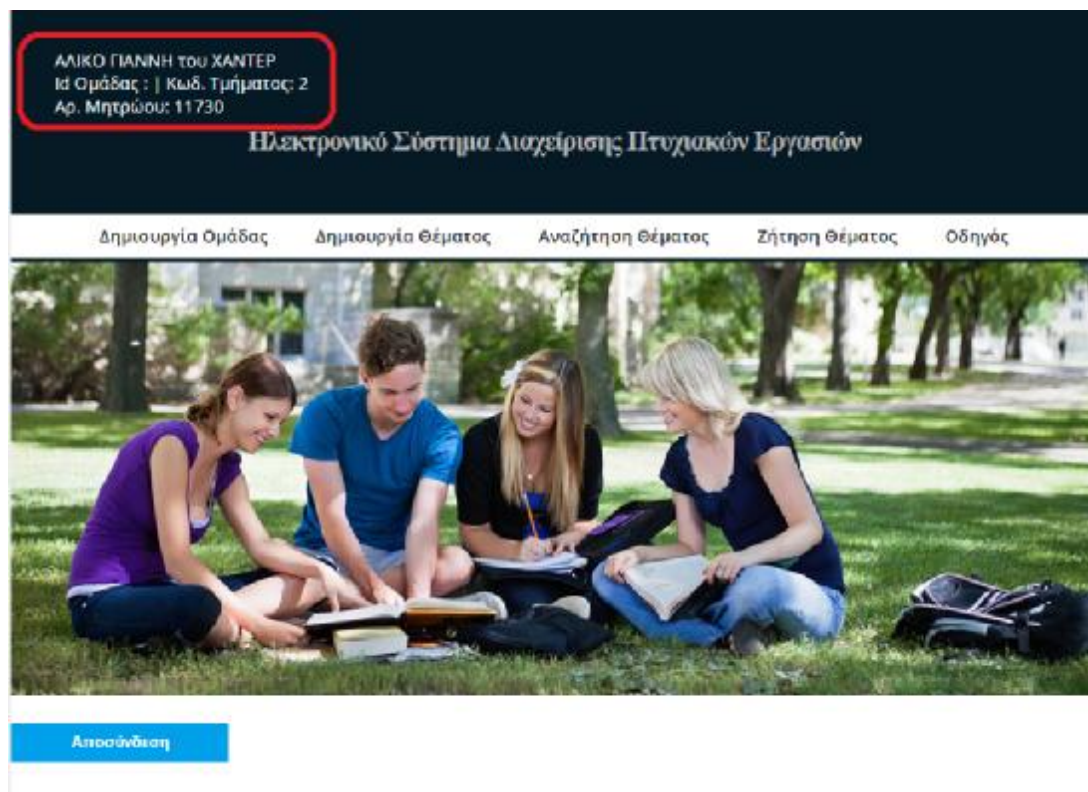 ΑΛΙΚΟ ΓΙΑΝΝΗ του ΧΑΝΤΕΡ
Id Ομάδας : | Κωδ. Τμήματος: 2
Αρ. Μητρώου: 11730
Ηλεκτρονικό Σύστημα Διαχείρισης Πτυχιακών Εργασιών
Δημιουργία Ομάδας Δημιουργία Θέματος Αναζήτηση Θέματος Ζήτηση Θέματος Οδηγός
Αποσύνδεση